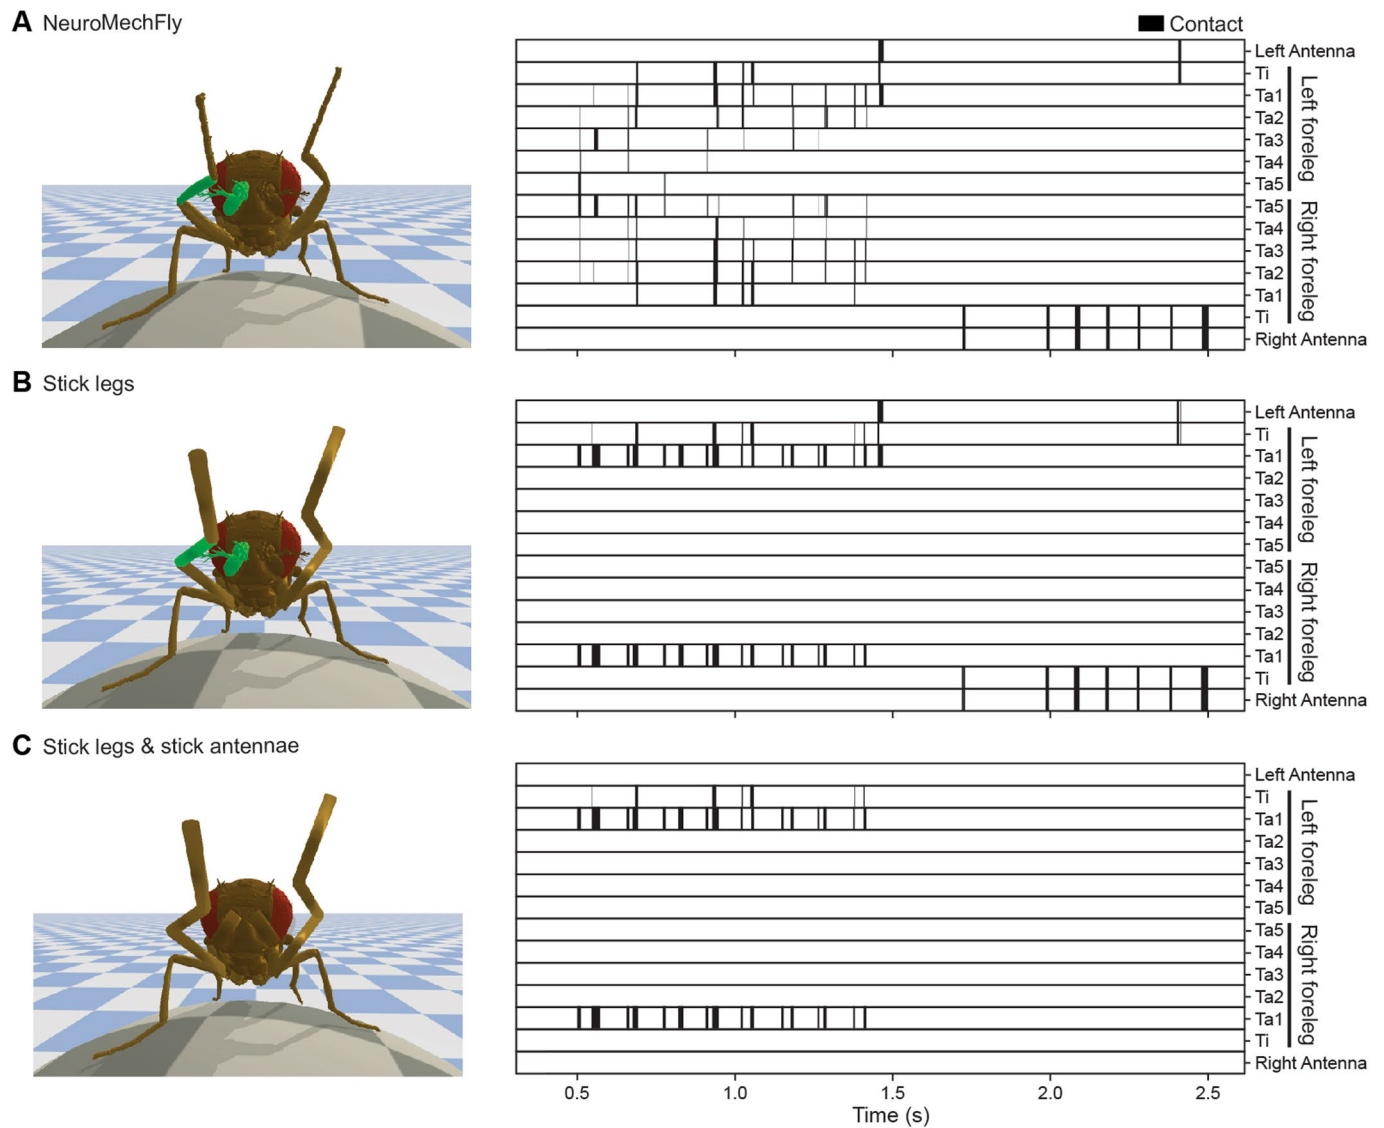 A NeuroMechFly
Contact
Left Antenna
Ti
Ta1
Ta2
Ta3
Ta4
Ta5
Left foreleg
Ta5
Ta4
Ta3
Ta2
Ta1
Ti
Right foreleg
Right Antenna
B Stick legs
Left Antenna
Ti
Ta1
Ta2
Ta3
Ta4
Ta5
Left foreleg
Ta5
Ta4
Ta3
Ta2
Ta1
Ti
Right foreleg
Right Antenna
C Stick legs & stick antennae
Left Antenna
Ti
Ta1
Ta2
Ta3
Ta4
Ta5
Left foreleg
Ta5
Ta4
Ta3
Ta2
Ta1
Ti
Right foreleg
Right Antenna
0.5 1.0 1.5 2.0 2.5
Time (s)